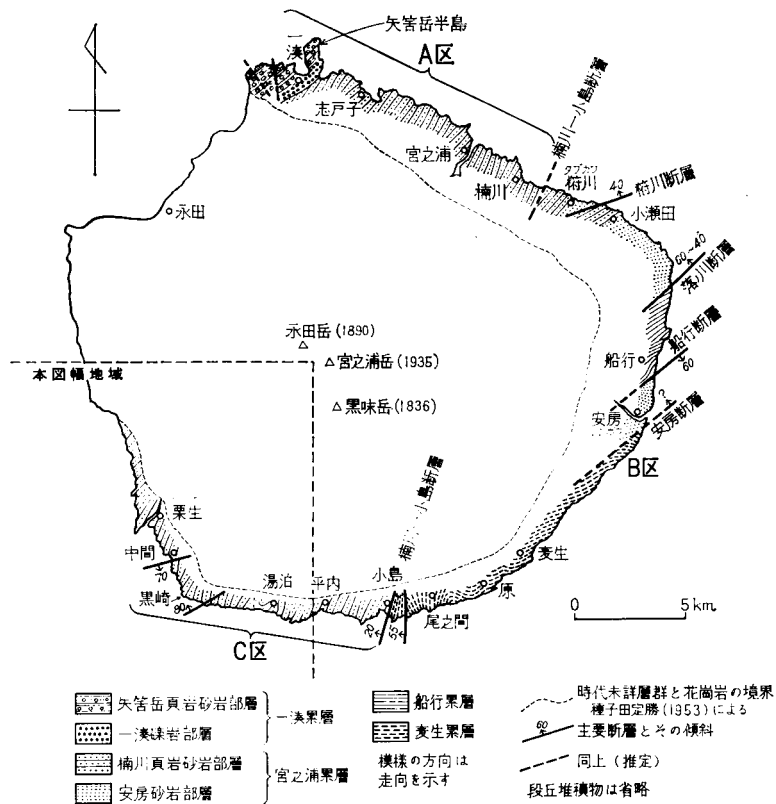 矢筈岳半島
一湊
A区
志戸子
宮之浦
楠川
楠川—小島断層
タブカワ
椨川
40
椨川断層
小瀬田
60~40
落川断層
永田
永田岳(1890)
宮之浦岳(1935)
黒味岳(1836)
本図幅地域
船行
船行断層
60
安房
?
安房断層
B区
楠川—小島断層
栗生
中間
70
黒崎
80
湯泊
平内
小島
20
55
尾之間
原
麦生
C区
0 5 km
矢筈岳頁岩砂岩部層
一湊礫岩部層
一湊累層
楠川頁岩砂岩部層
安房砂岩部層
宮之浦累層
船行累層
麦生累層
模様の方向は
走向を示す
時代未詳層群と花崗岩の境界
種子田定勝(1953)による
60
主要断層とその傾斜
同上(推定)
段丘堆積物は省略